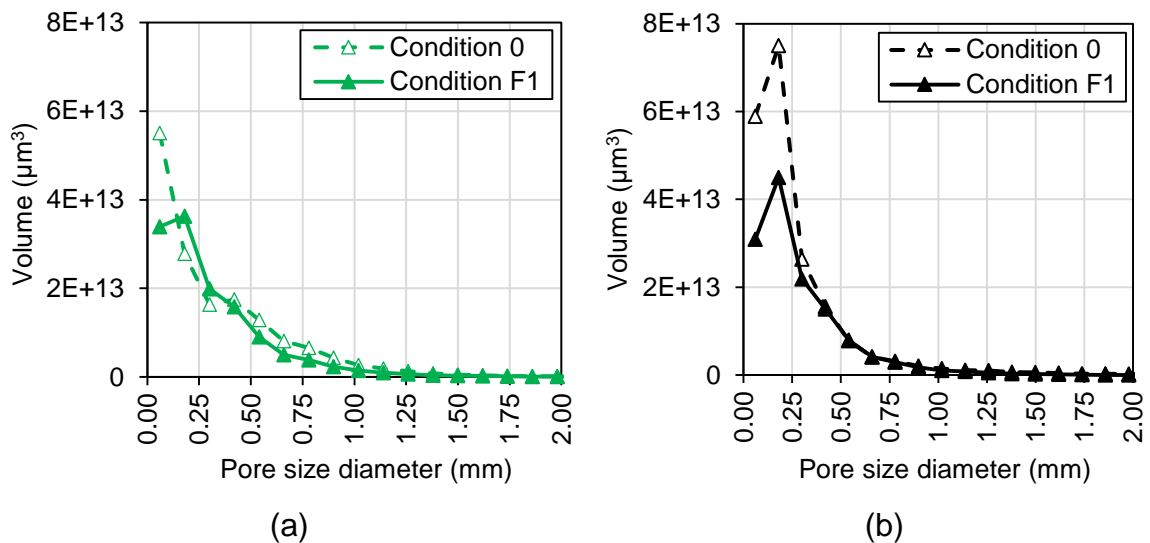 8E+13
6E+13
4E+13
2E+13
0
Volume (µm³)
Condition 0
Condition F1
0.00
0.25
0.50
0.75
1.00
1.25
1.50
1.75
2.00
Pore size diameter (mm)
(a)
8E+13
6E+13
4E+13
2E+13
0
Volume (µm³)
Condition 0
Condition F1
0.00
0.25
0.50
0.75
1.00
1.25
1.50
1.75
2.00
Pore size diameter (mm)
(b)